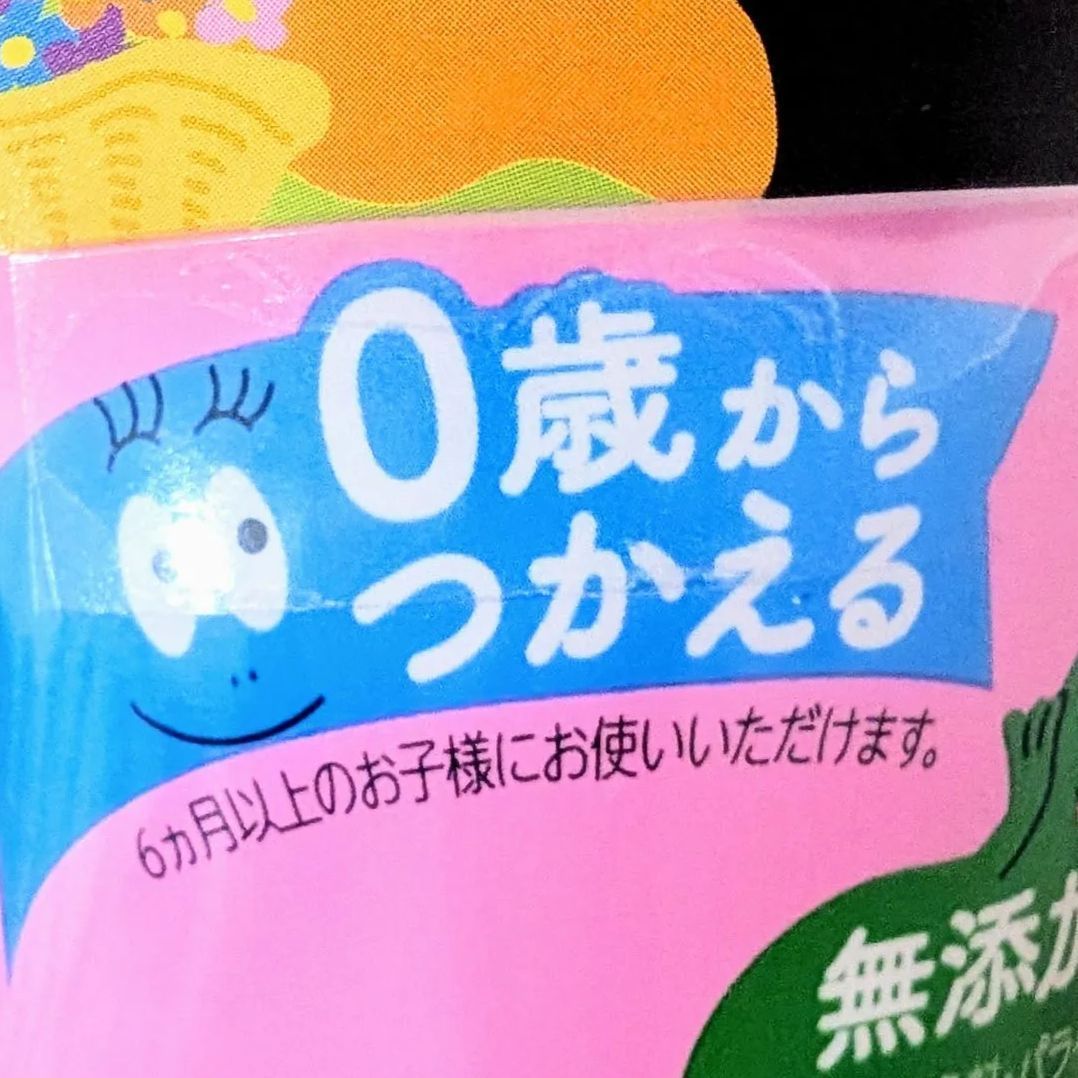 0歳から
つかえる
6ヵ月以上のお子様にお使いいただけます。
無添加